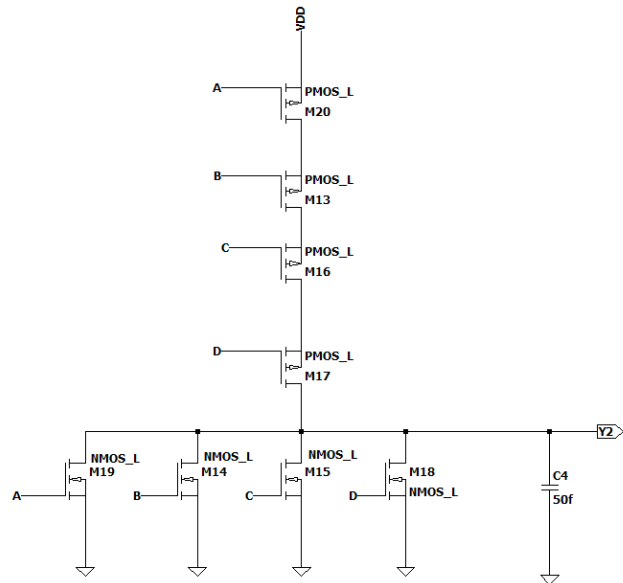 VDD
A
PMOS_L
M20
B
PMOS_L
M13
C
PMOS_L
M16
D
PMOS_L
M17
Y2
NMOS_L
M19
A
NMOS_L
M14
B
NMOS_L
M15
C
M18
NMOS_L
D
C4
50f